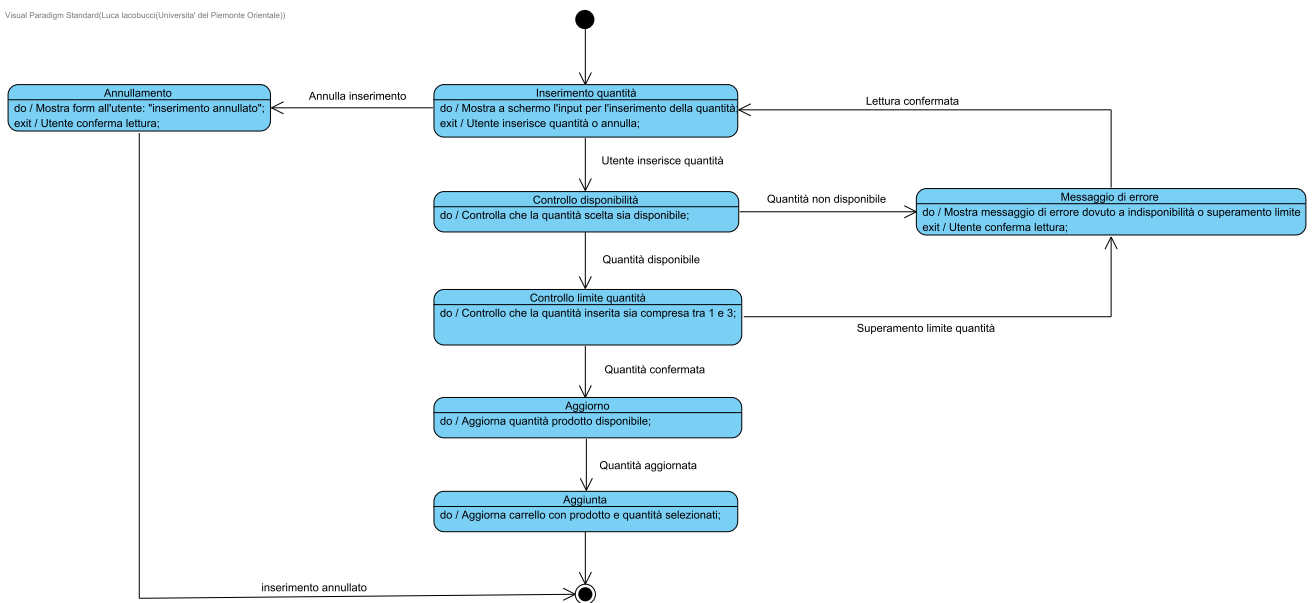 Visual Paradigm Standard(Luca Iacobucci(Universita' del Piemonte Orientale))
Annullamento
do / Mostra form all'utente: "inserimento annullato";
exit / Utente conferma lettura;
Annulla inserimento
Inserimento quantità
do / Mostra a schermo l'input per l'inserimento della quantità;
exit / Utente inserisce quantità o annulla;
Lettura confermata
Utente inserisce quantità
Controllo disponibilità
do / Controlla che la quantità scelta sia disponibile;
Quantità non disponibile
Messaggio di errore
do / Mostra messaggio di errore dovuto a indisponibilità o superamento limite
exit / Utente conferma lettura;
Quantità disponibile
Controllo limite quantità
do / Controllo che la quantità inserita sia compresa tra 1 e 3;
Superamento limite quantità
Quantità confermata
Aggiorno
do / Aggiorna quantità prodotto disponibile;
Quantità aggiornata
Aggiunta
do / Aggiorna carrello con prodotto e quantità selezionati;
inserimento annullato